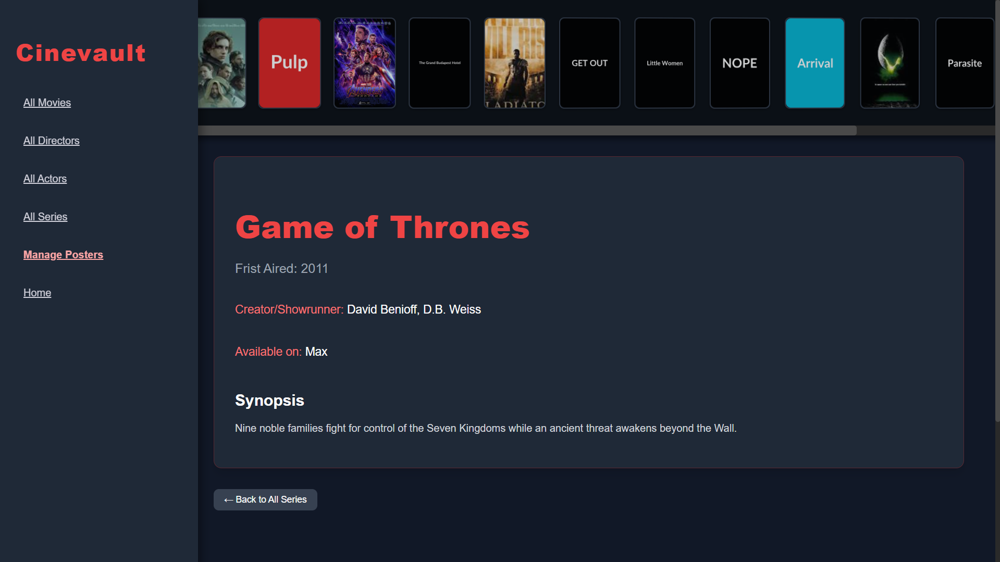 Cinevault
All Movies
All Directors
All Actors
All Series
Manage Posters
Home
Pulp
AVENGERS
ENDGAME
The Grand Budapest Hotel
GET OUT
Little Women
NOPE
Arrival
Parasite
Game of Thrones
Frist Aired: 2011
Creator/Showrunner: David Benioff, D.B. Weiss
Available on: Max
Synopsis
Nine noble families fight for control of the Seven Kingdoms while an ancient threat awakens beyond the Wall.
← Back to All Series